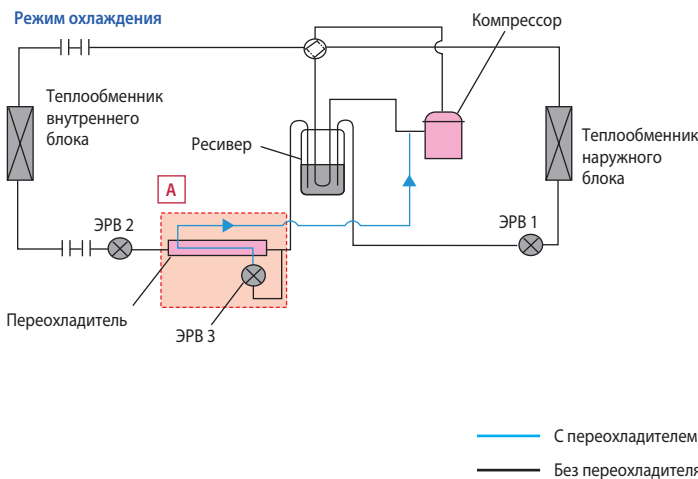 Режим охлаждения
Компрессор
Теплообменник
внутреннего
блока
Ресивер
Теплообменник
наружного
блока
А
ЭРВ 2
ЭРВ 1
Переохладитель
ЭРВ 3
С переохладителем
Без переохладителя